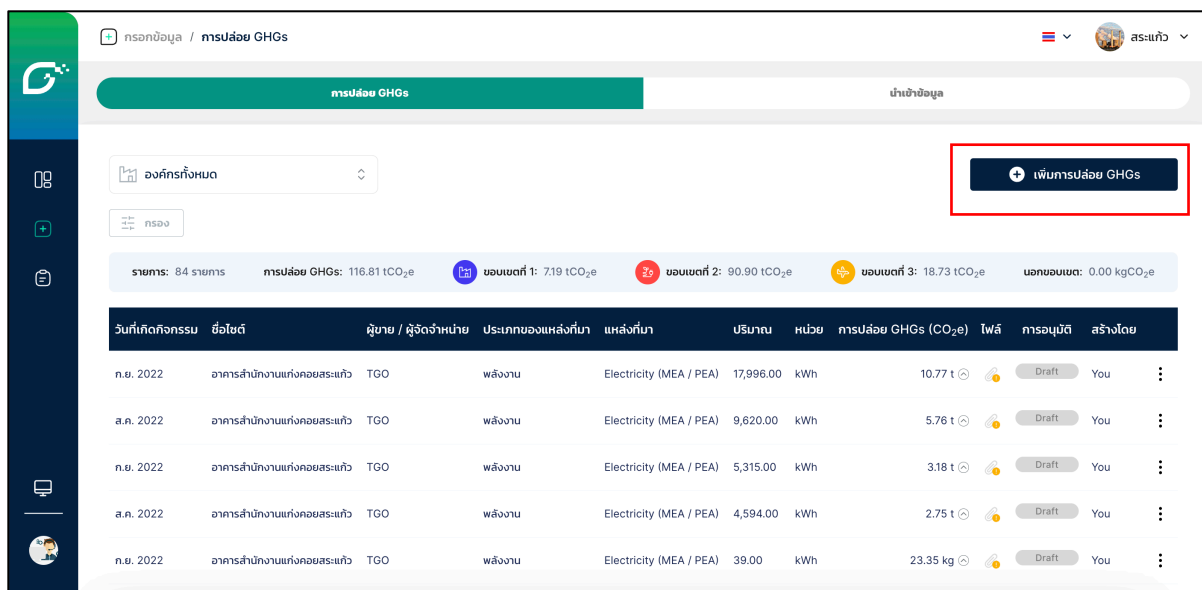 กรอกข้อมูล / การปล่อย GHGs
สระแก้ว
การปล่อย GHGs นำเข้าข้อมูล
องค์กรทั้งหมด
เพิ่มการปล่อย GHGs
กรอง
รายการ: 84 รายการ การปล่อย GHGs: 116.81 tCO₂e ขอบเขตที่ 1: 7.19 tCO₂e ขอบเขตที่ 2: 90.90 tCO₂e ขอบเขตที่ 3: 18.73 tCO₂e นอกขอบเขต: 0.00 kgCO₂e
วันที่เกิดกิจกรรม ชื่อไซต์ ผู้ขาย / ผู้จัดจำหน่าย ประเภทของแหล่งที่มา แหล่งที่มา ปริมาณ หน่วย การปล่อย GHGs (CO₂e) ไฟล์ การอนุมัติ สร้างโดย
ก.ย. 2022 อาคารสำนักงานแก่งคอยสระแก้ว TGO พลังงาน Electricity (MEA / PEA) 17,996.00 kWh 10.77 t Draft You
ส.ค. 2022 อาคารสำนักงานแก่งคอยสระแก้ว TGO พลังงาน Electricity (MEA / PEA) 9,620.00 kWh 5.76 t Draft You
ก.ย. 2022 อาคารสำนักงานแก่งคอยสระแก้ว TGO พลังงาน Electricity (MEA / PEA) 5,315.00 kWh 3.18 t Draft You
ส.ค. 2022 อาคารสำนักงานแก่งคอยสระแก้ว TGO พลังงาน Electricity (MEA / PEA) 4,594.00 kWh 2.75 t Draft You
ก.ย. 2022 อาคารสำนักงานแก่งคอยสระแก้ว TGO พลังงาน Electricity (MEA / PEA) 39.00 kWh 23.35 kg Draft You